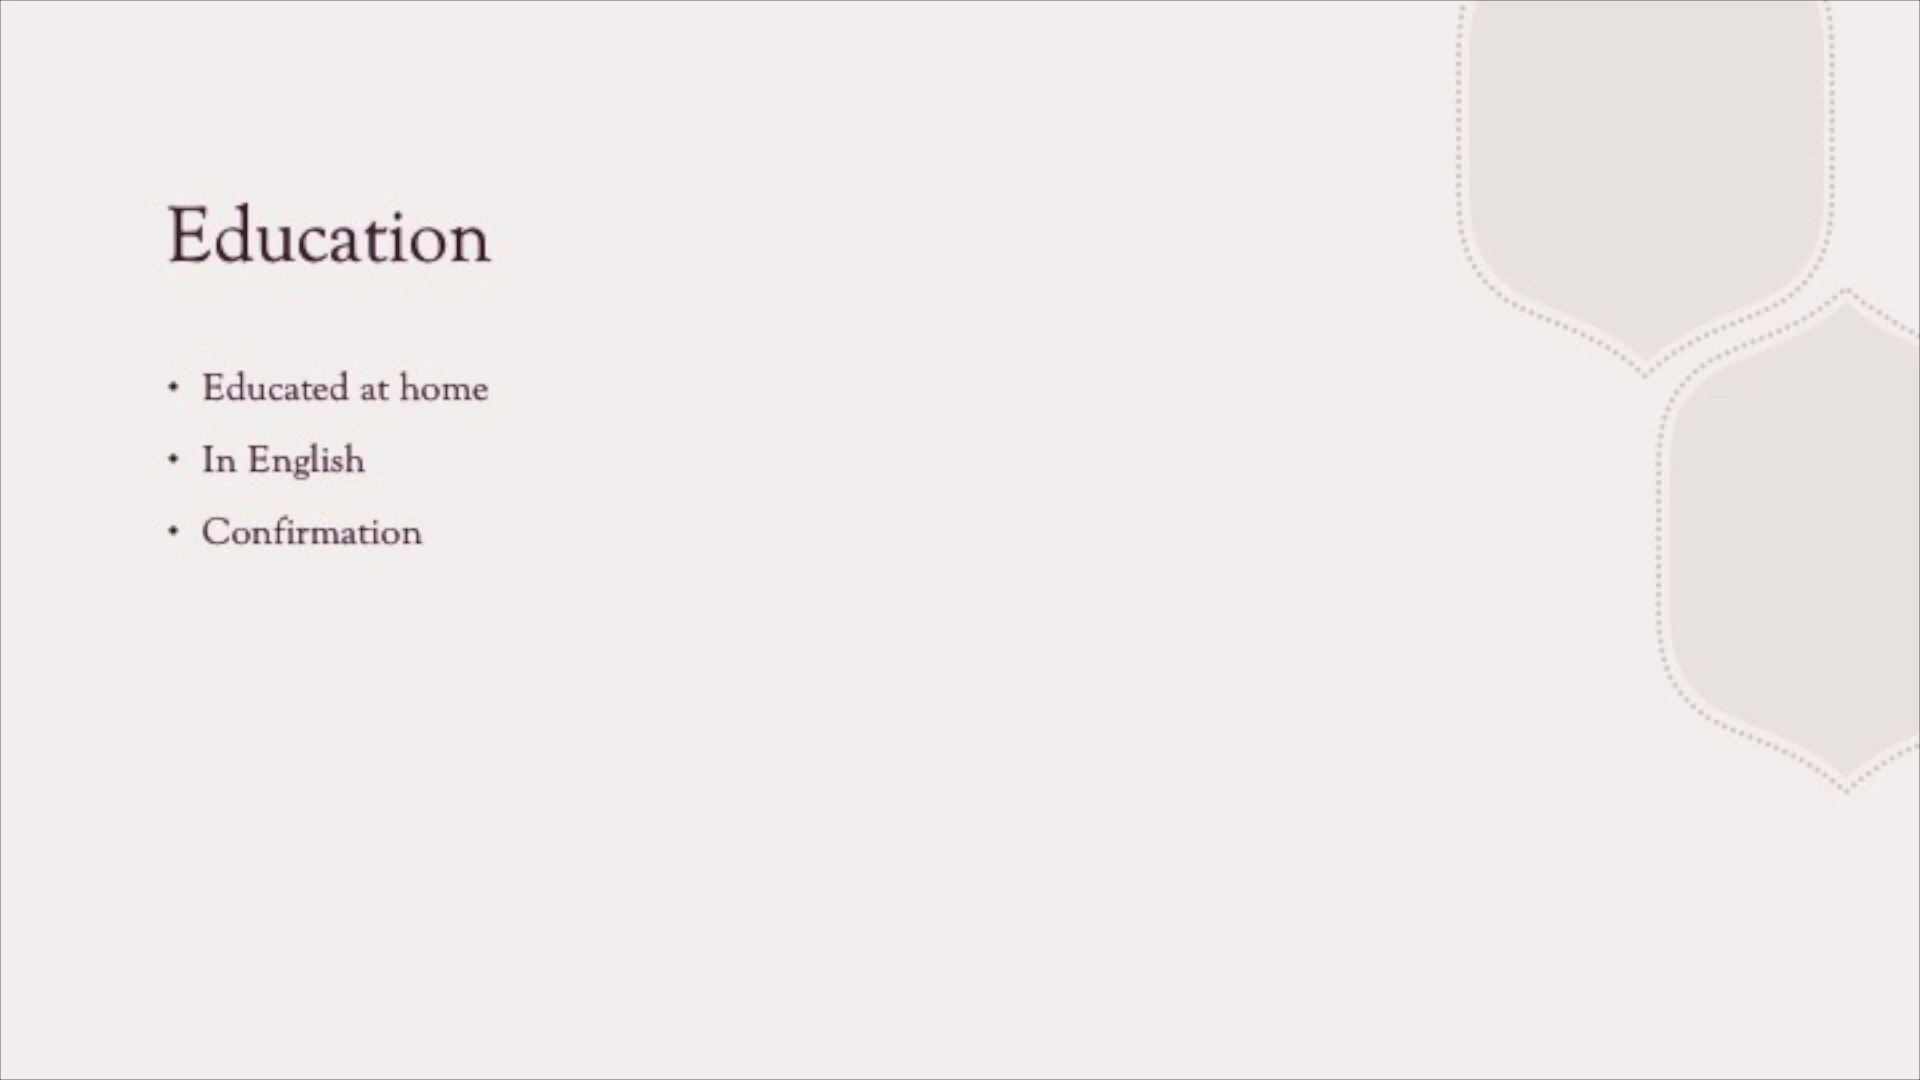 Education
• Educated at home
• In English
• Confirmation